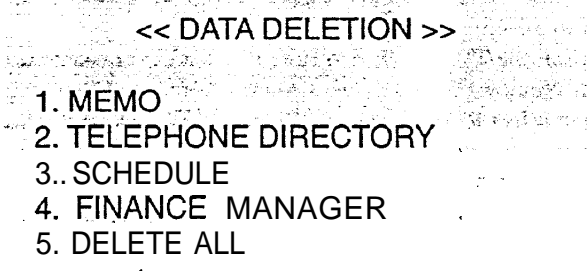 << DATA DELETION >>
1. MEMO
2. TELEPHONE DIRECTORY
3.. SCHEDULE
4. FINANCE MANAGER
5. DELETE ALL